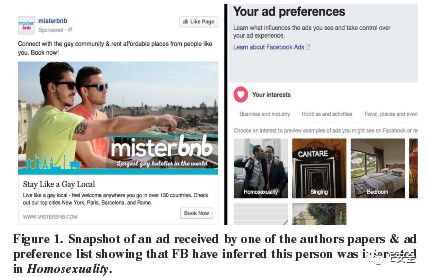 misterbnb
Sponsored ·
Like Page
Connect with the gay community & rent affordable places from people like
you. Book now!
misterbnb
Largest gay hotelier in the world
Stay Like a Gay Local
Live like a gay local - feel welcome anywhere you go in over 150 countries. Check
out our top cities New York, Paris, Barcelona, and Rome.
WWW.MISTERBNB.COM
Book Now
Your ad preferences
Learn what influences the ads you see and take control over
your ad experience.
Learn about Facebook Ads
Your interests
Business and industry
Hobbies and activities
Travel, places and even
Choose an interest to preview examples of ads you might see on Facebook or re
Homosexuality
CANTARE
Singing
Bedroom
Figure 1. Snapshot of an ad received by one of the authors papers & ad
preference list showing that FB have inferred this person was interested
in Homosexuality.
E安全